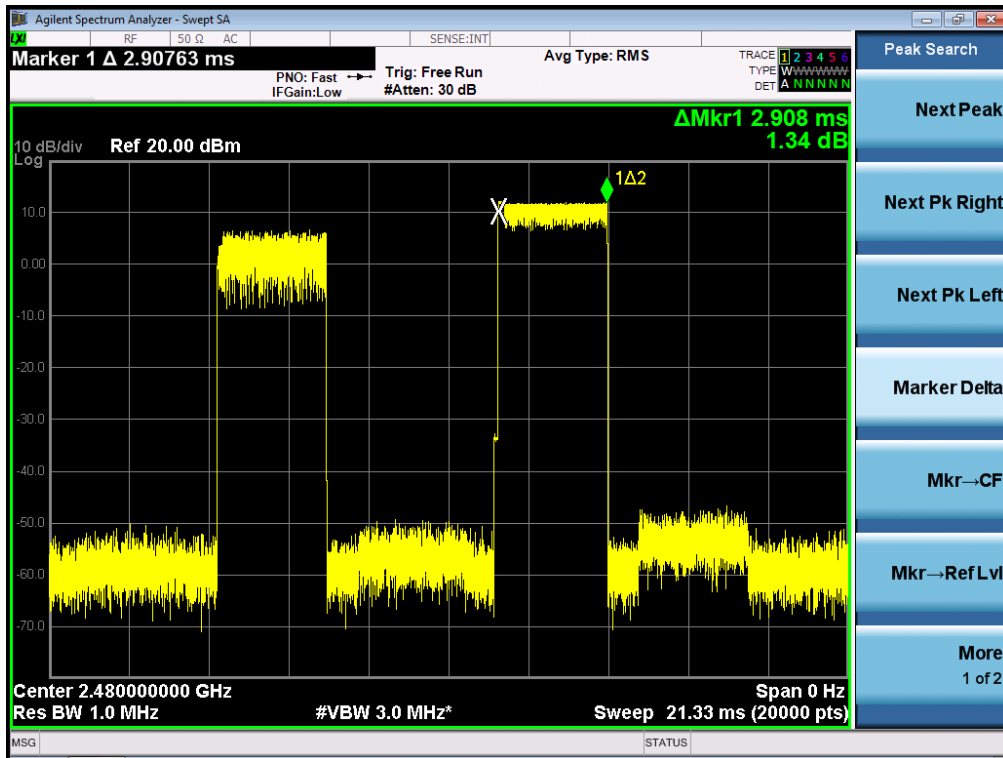 Agilent Spectrum Analyzer - Swept SA
LXI RF 50 Ω AC SENSE:INT
Marker 1 Δ 2.90763 ms
PNO: Fast
IFGain:Low
Trig: Free Run
#Atten: 30 dB
Avg Type: RMS
TRACE 1 2 3 4 5 6
TYPE WWWWWW
DET A N N N N N
ΔMkr1 2.908 ms
1.34 dB
10 dB/div Ref 20.00 dBm
Log
1Δ2
X
10.0
0.00
-10.0
-20.0
-30.0
-40.0
-50.0
-60.0
-70.0
Center 2.480000000 GHz Span 0 Hz
Res BW 1.0 MHz #VBW 3.0 MHz* Sweep 21.33 ms (20000 pts)
MSG STATUS
Peak Search
Next Peak
Next Pk Right
Next Pk Left
Marker Delta
Mkr→CF
Mkr→Ref Lvl
More
1 of 2